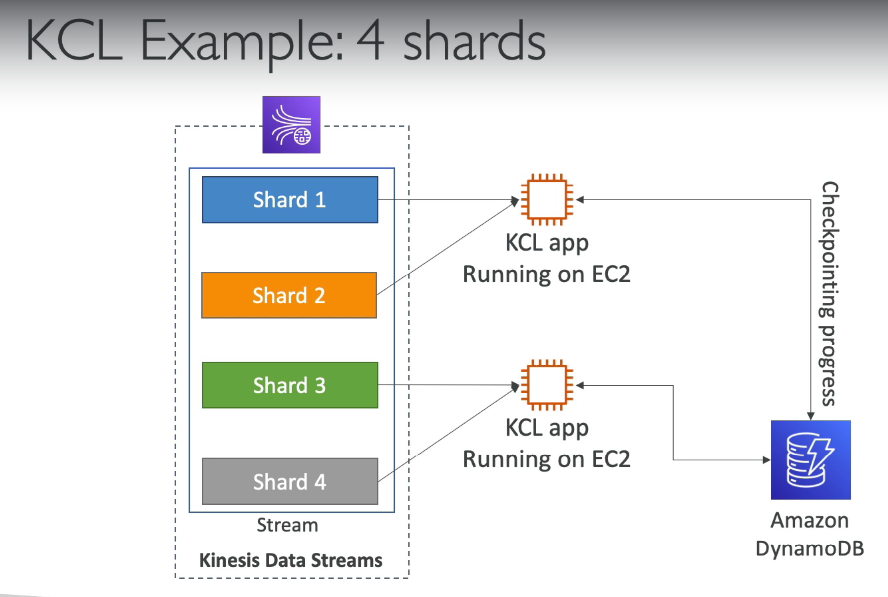 KCL Example: 4 shards
Shard 1
Shard 2
Shard 3
Shard 4
Stream
Kinesis Data Streams
KCL app
Running on EC2
KCL app
Running on EC2
Checkpointing progress
Amazon
DynamoDB